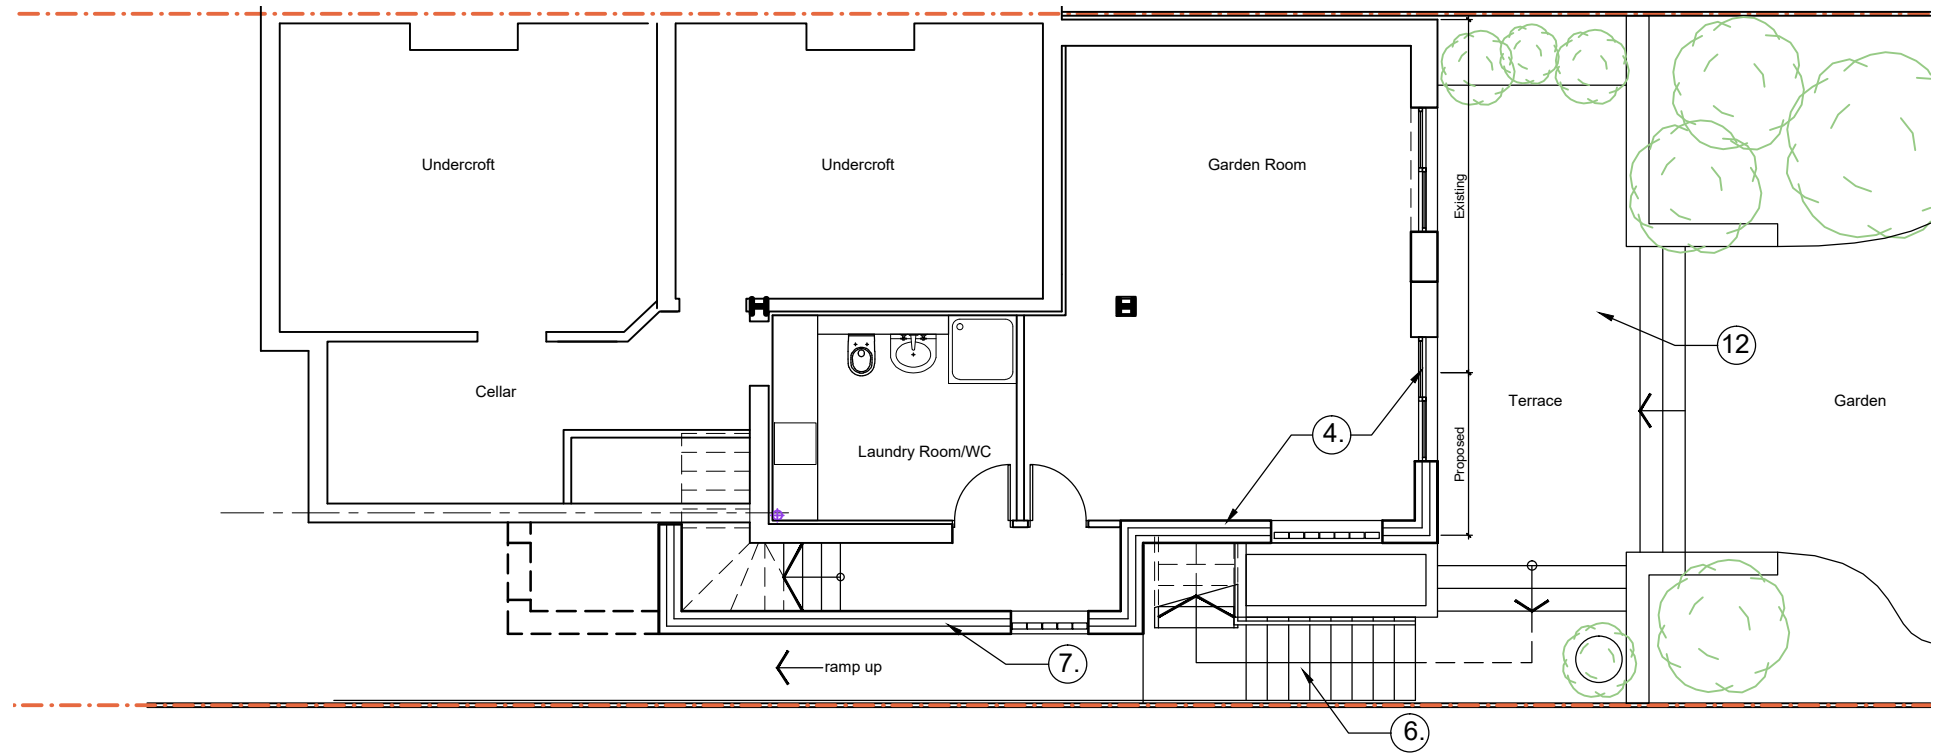 Undercroft
Undercroft
Garden Room
Existing
12
Cellar
Terrace
Garden
4.
Proposed
Laundry Room/WC
ramp up
7.
6.